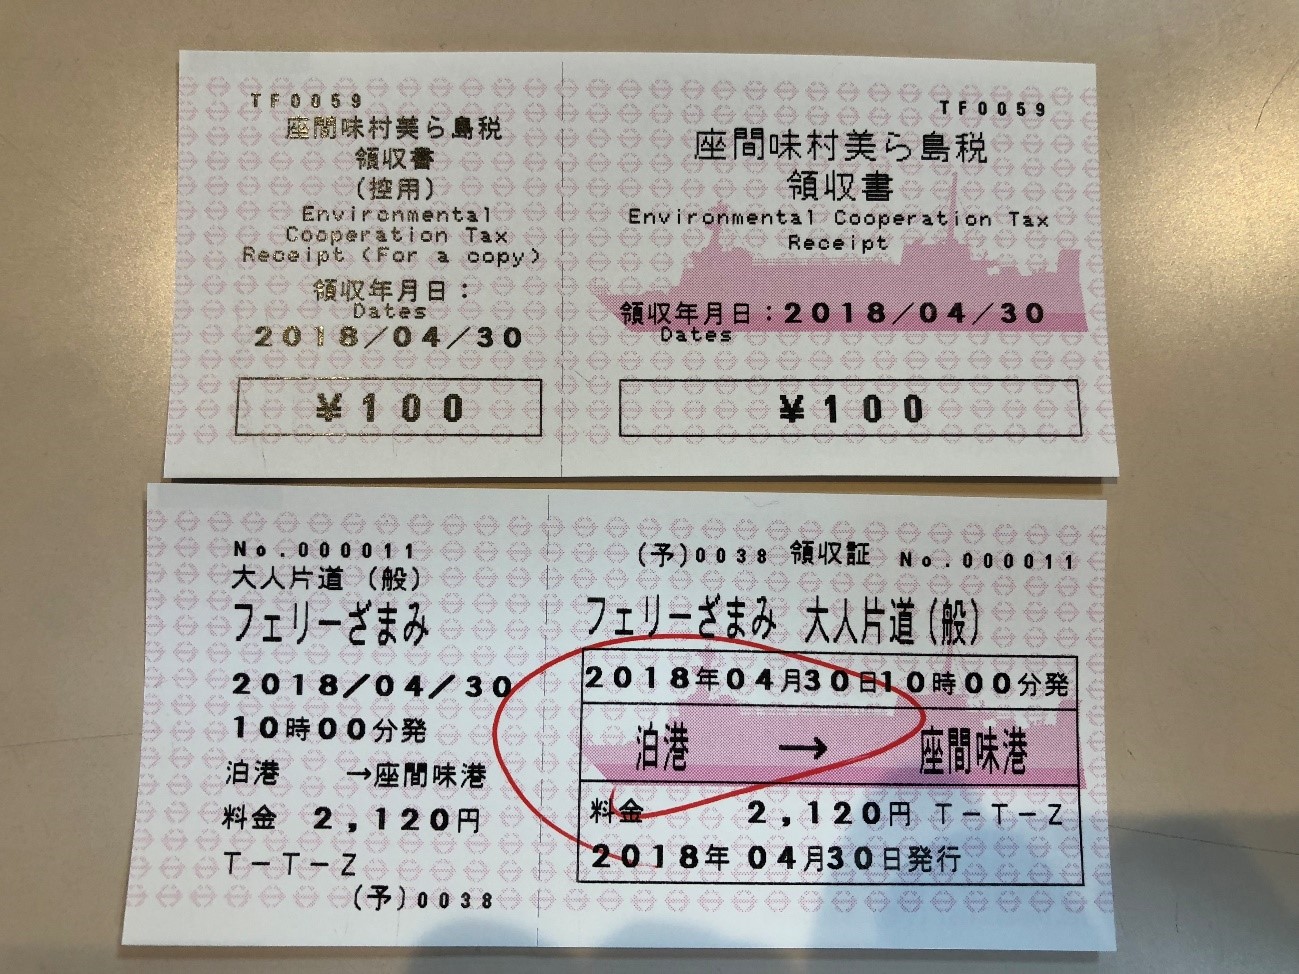 TF0059
座間味村美ら島税
領収書
(控用)
Environmental
Cooperation Tax
Receipt (For a copy)
領収年月日：
Dates
2018/04/30
¥100
TF0059
座間味村美ら島税
領収書
Environmental Cooperation Tax
Receipt
領収年月日：2018/04/30
Dates
¥100
No.000011
大人片道 (般)
フェリーざまみ
2018/04/30
10時00分発
泊港 →座間味港
料金 2,120円
T－T－Z
(予)0038
(予)0038 領収証 No.000011
フェリーざまみ 大人片道(般)
2018年04月30日10時00分発
泊港 → 座間味港
料金 2,120円 T－T－Z
2018年 04月30日発行